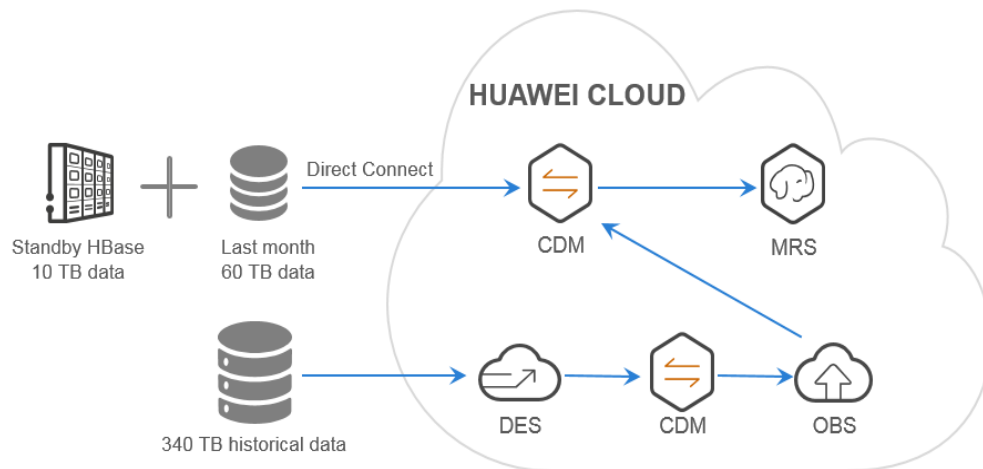 HUAWEI CLOUD
Direct Connect
Standby HBase
10 TB data
Last month
60 TB data
CDM
MRS
340 TB historical data
DES
CDM
OBS